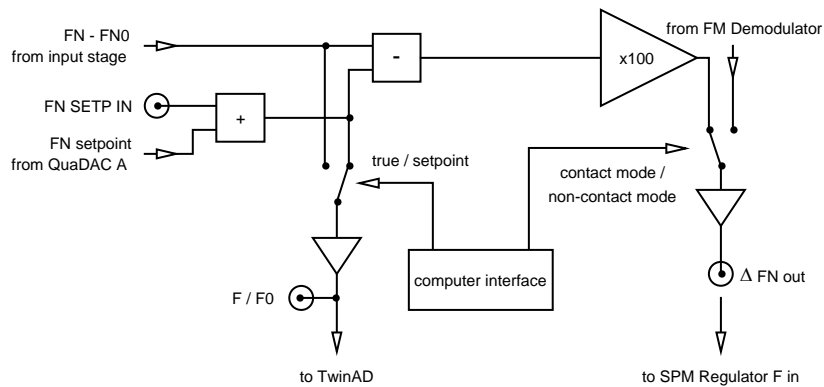 FN - FN0
from input stage
from FM Demodulator
-
x100
FN SETP IN
+
FN setpoint
from QuaDAC A
true / setpoint
contact mode /
non-contact mode
computer interface
F / F0
Δ FN out
to TwinAD
to SPM Regulator F in